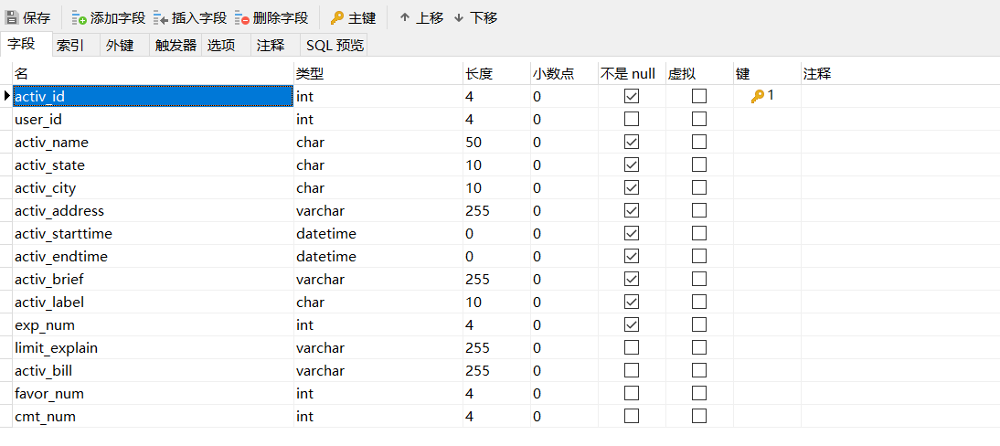 保存 添加字段 插入字段 删除字段 主键 上移 下移
字段 索引 外键 触发器 选项 注释 SQL 预览
名 类型 长度 小数点 不是 null 虚拟 键 注释
activ_id int 4 0 1
user_id int 4 0
activ_name char 50 0
activ_state char 10 0
activ_city char 10 0
activ_address varchar 255 0
activ_starttime datetime 0 0
activ_endtime datetime 0 0
activ_brief varchar 255 0
activ_label char 10 0
exp_num int 4 0
limit_explain varchar 255 0
activ_bill varchar 255 0
favor_num int 4 0
cmt_num int 4 0